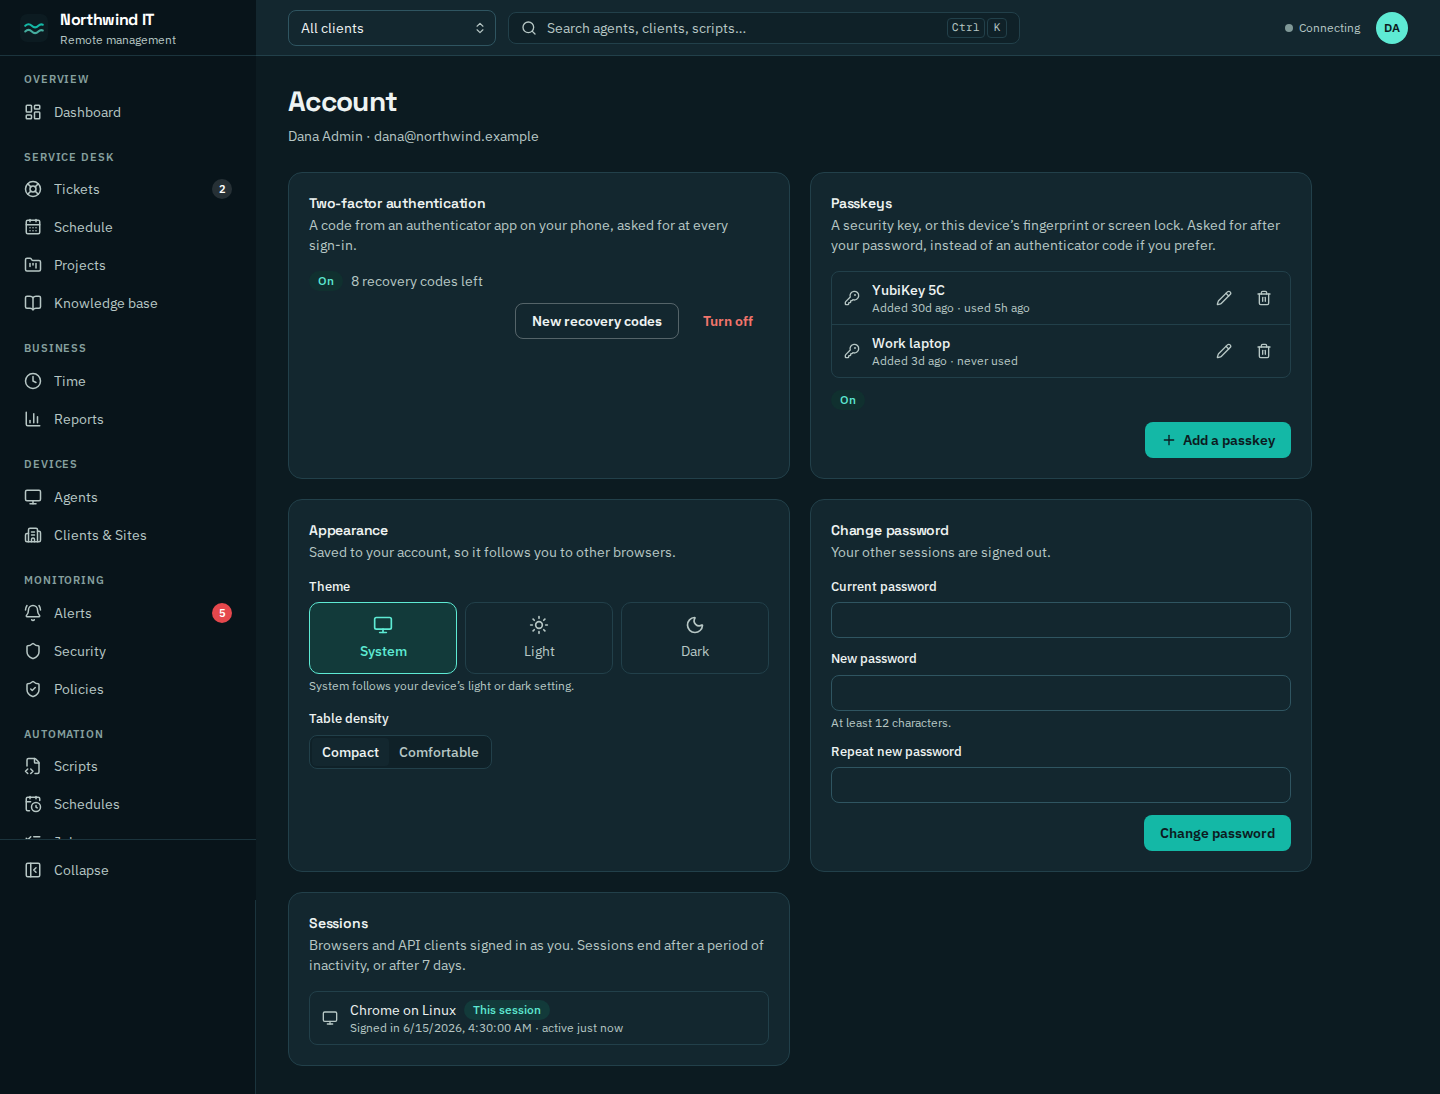 Northwind IT
Remote management
All clients
Search agents, clients, scripts...
Ctrl K
Connecting
DA
OVERVIEW
Dashboard
SERVICE DESK
Tickets 2
Schedule
Projects
Knowledge base
BUSINESS
Time
Reports
DEVICES
Agents
Clients & Sites
MONITORING
Alerts 5
Security
Policies
AUTOMATION
Scripts
Schedules
Collapse
Account
Dana Admin · dana@northwind.example
Two-factor authentication
A code from an authenticator app on your phone, asked for at every
sign-in.
On 8 recovery codes left
New recovery codes Turn off
Passkeys
A security key, or this device’s fingerprint or screen lock. Asked for after
your password, instead of an authenticator code if you prefer.
YubiKey 5C
Added 30d ago · used 5h ago
Work laptop
Added 3d ago · never used
On
Add a passkey
Appearance
Saved to your account, so it follows you to other browsers.
Theme
System Light Dark
System follows your device’s light or dark setting.
Table density
Compact Comfortable
Change password
Your other sessions are signed out.
Current password
New password
At least 12 characters.
Repeat new password
Change password
Sessions
Browsers and API clients signed in as you. Sessions end after a period of
inactivity, or after 7 days.
Chrome on Linux This session
Signed in 6/15/2026, 4:30:00 AM · active just now